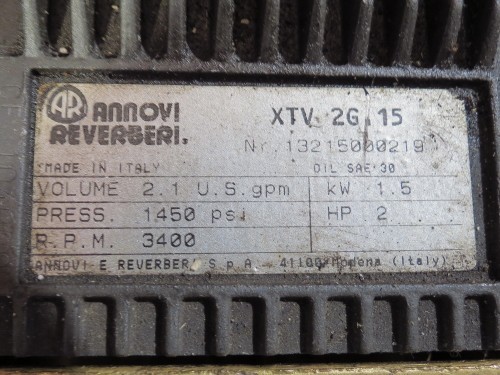 AR ANNOVI
REVERBERI.
XTV 2G.15
Nr. 13215000219
MADE IN ITALY
OIL SAE 30
VOLUME 2.1 U.S.gpm
kW 1.5
PRESS. 1450 psi
HP 2
R.P.M. 3400
ANNOVI E REVERBERI S.p.A. 41100 Modena (Italy)